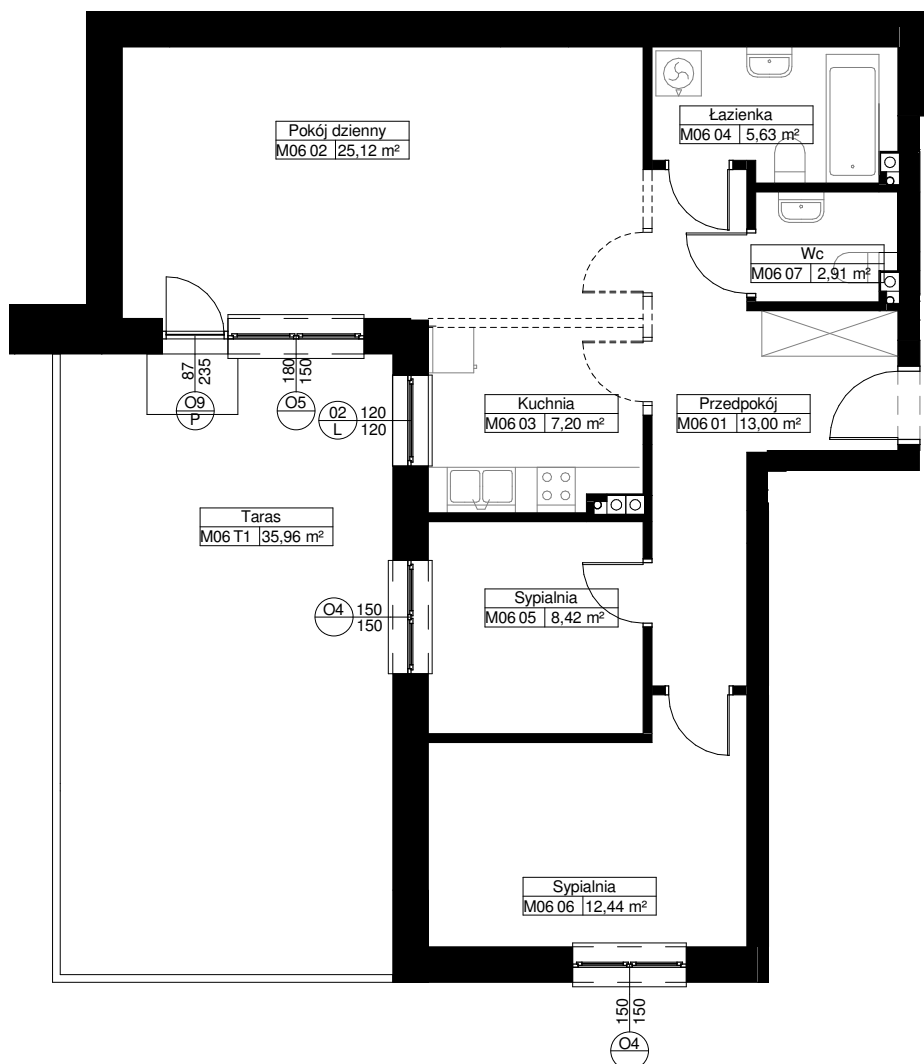 Pokój dzienny
M06 02 25,12 m²
Łazienka
M06 04 5,63 m²
Wc
M06 07 2,91 m²
87
235
O9
P
180
150
O5
02
L
120
120
Kuchnia
M06 03 7,20 m²
Przedpokój
M06 01 13,00 m²
Taras
M06 T1 35,96 m²
O4
150
150
Sypialnia
M06 05 8,42 m²
Sypialnia
M06 06 12,44 m²
150
150
O4